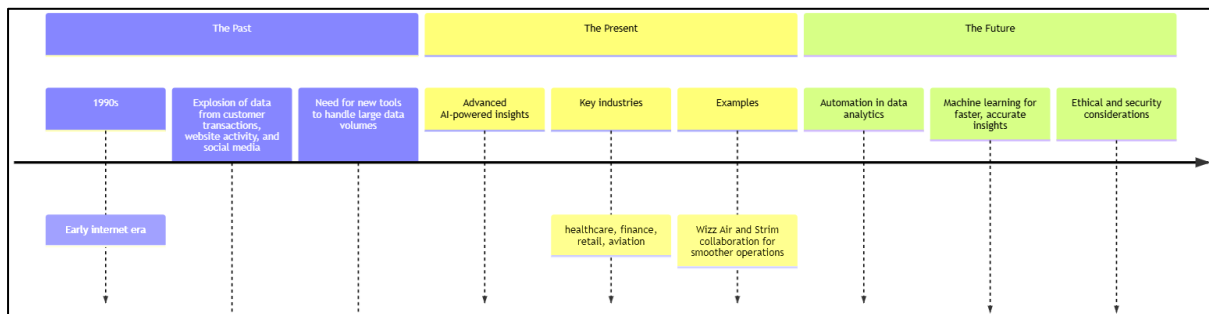 The Past
The Present
The Future
1990s
Explosion of data
from customer
transactions,
website activity, and
social media
Need for new tools
to handle large data
volumes
Advanced
AI-powered insights
Key industries
Examples
Automation in data
analytics
Machine learning for
faster, accurate
insights
Ethical and security
considerations
Early internet era
healthcare, finance,
retail, aviation
Wizz Air and Strim
collaboration for
smoother operations